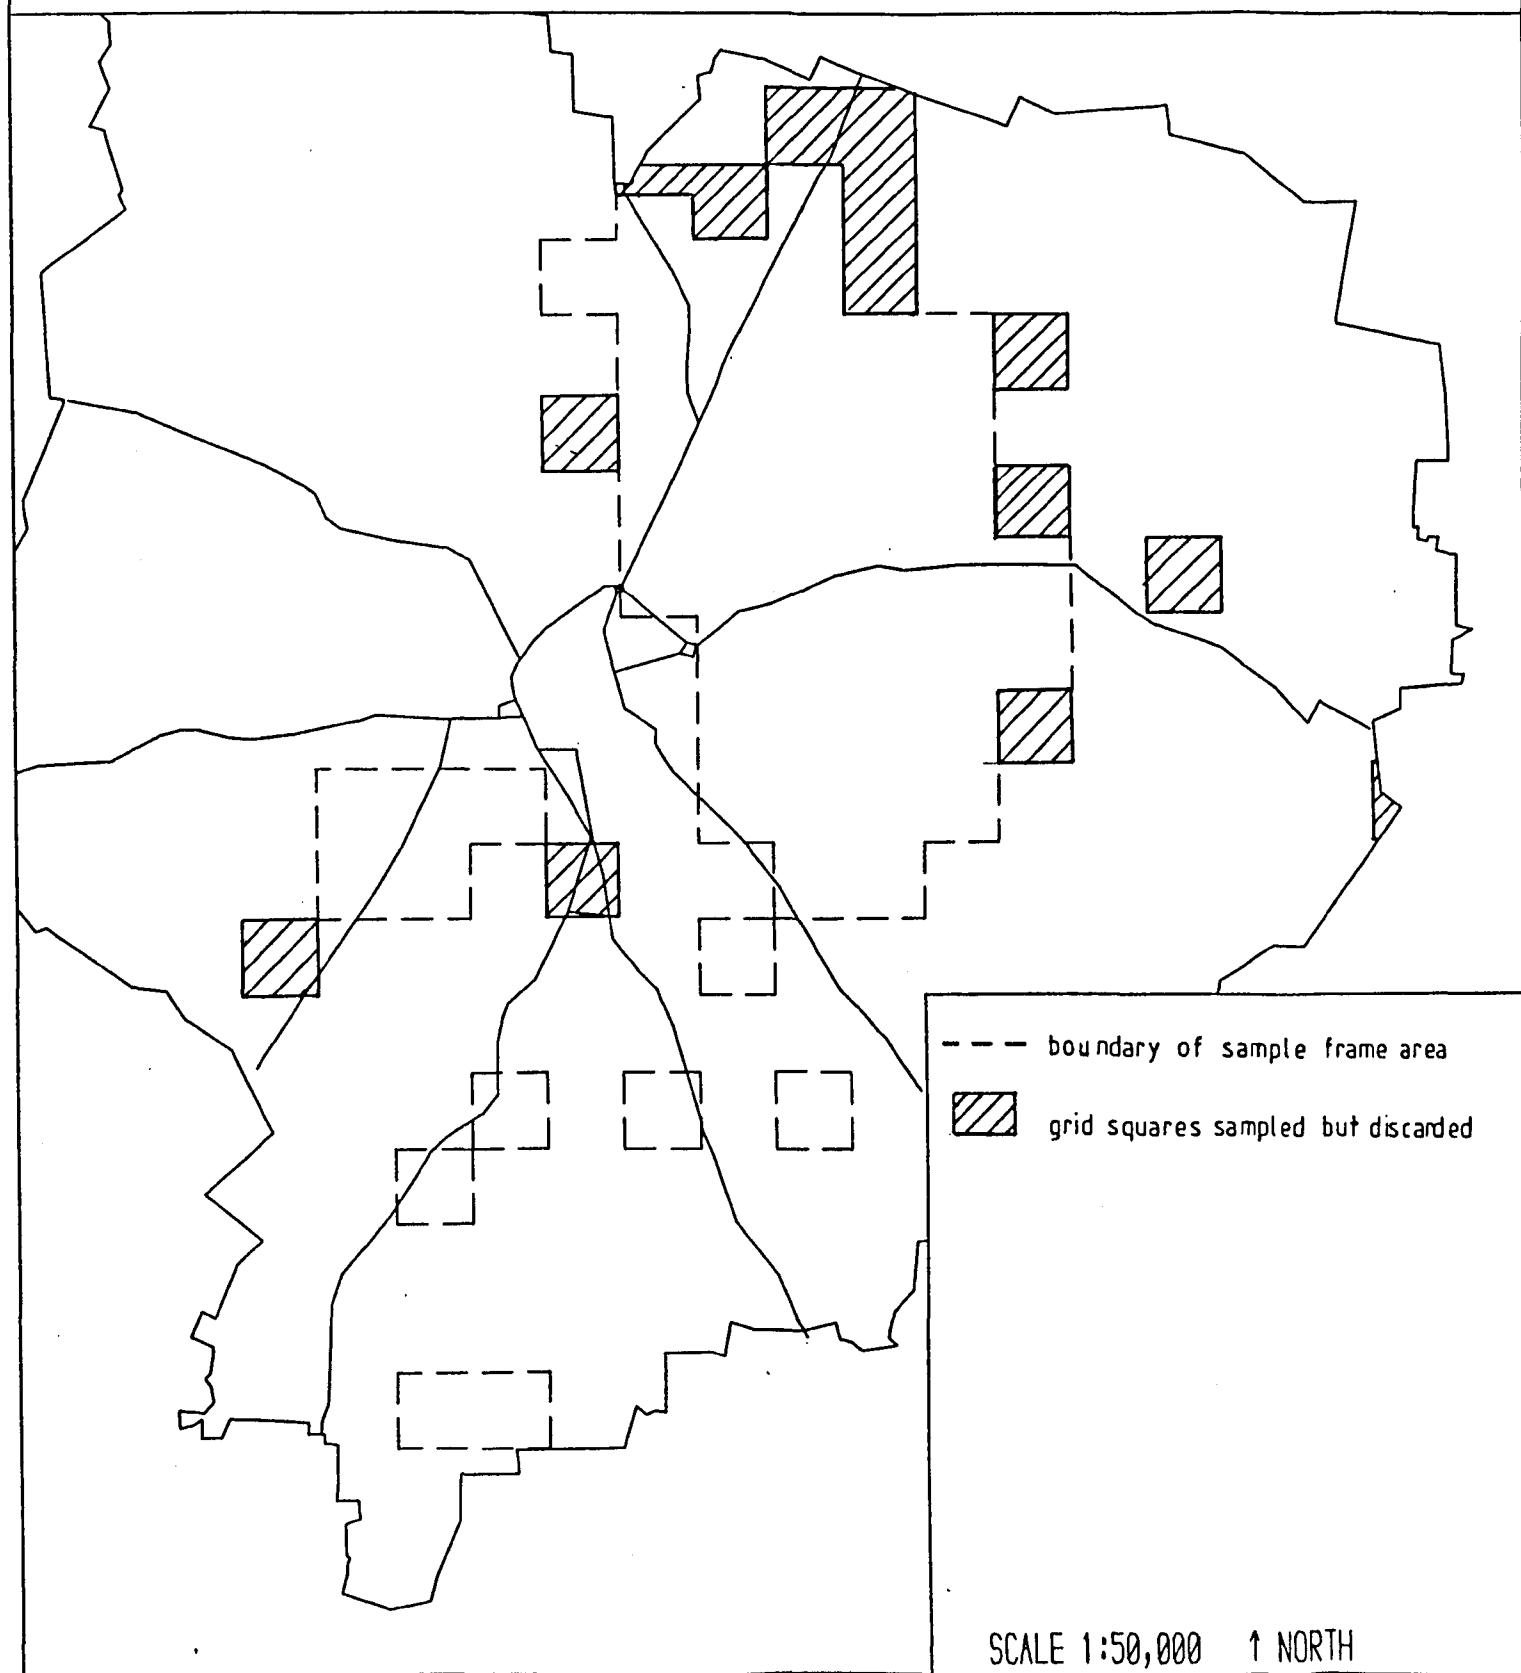 boundary of sample frame area
grid squares sampled but discarded
SCALE 1:50,000 ↑ NORTH